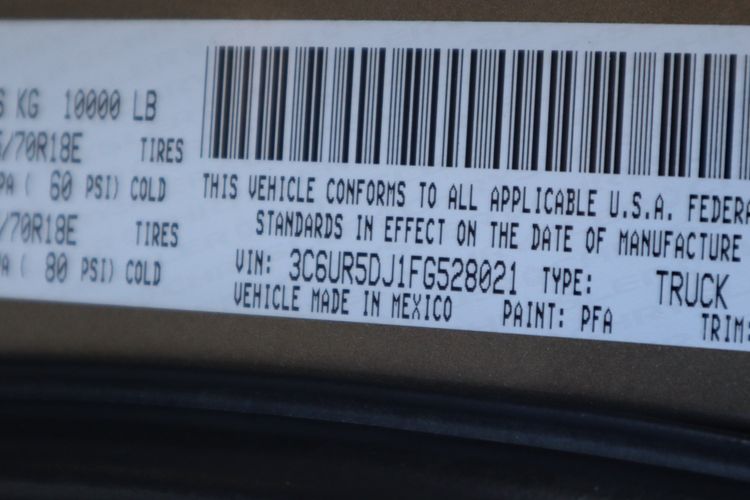 KG 10000 LB
/70R18E TIRES
PA ( 60 PSI) COLD
/70R18E TIRES
A ( 80 PSI) COLD
THIS VEHICLE CONFORMS TO ALL APPLICABLE U.S.A. FEDERA
STANDARDS IN EFFECT ON THE DATE OF MANUFACTURE
VIN: 3C6UR5DJ1FG528021 TYPE: TRUCK
VEHICLE MADE IN MEXICO PAINT: PFA TRIM: